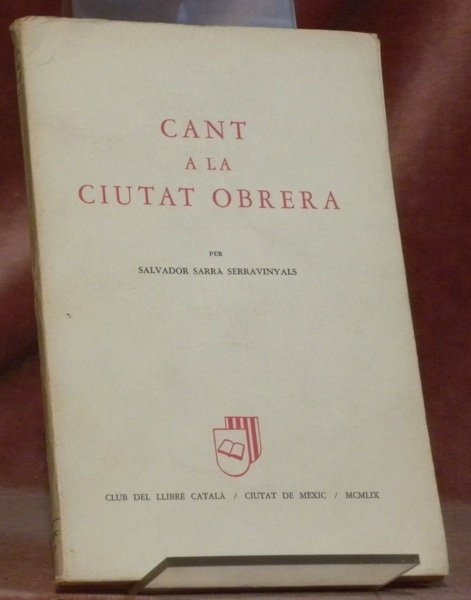 CANT
A LA
CIUTAT OBRERA
PER
SALVADOR SARRÀ SERRAVINYALS
CLUB DEL LLIBRE CATALÀ / CIUTAT DE MÈXIC / MCMLIX